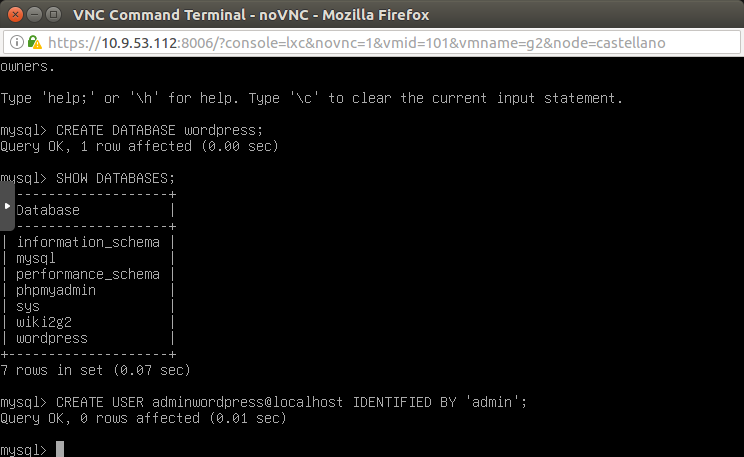 VNC Command Terminal - noVNC - Mozilla Firefox
https://10.9.53.112:8006/?console=lxc&novnc=1&vmid=101&vmname=g2&node=castellano
owners.
Type 'help;' or '\h' for help. Type '\c' to clear the current input statement.
mysql> CREATE DATABASE wordpress;
Query OK, 1 row affected (0.00 sec)
mysql> SHOW DATABASES;
--------------------+
Database           |
--------------------+
| information_schema |
| mysql              |
| performance_schema |
| phpmyadmin         |
| sys                |
| wiki2g2            |
| wordpress          |
+--------------------+
7 rows in set (0.07 sec)
mysql> CREATE USER adminwordpress@localhost IDENTIFIED BY 'admin';
Query OK, 0 rows affected (0.01 sec)
mysql>